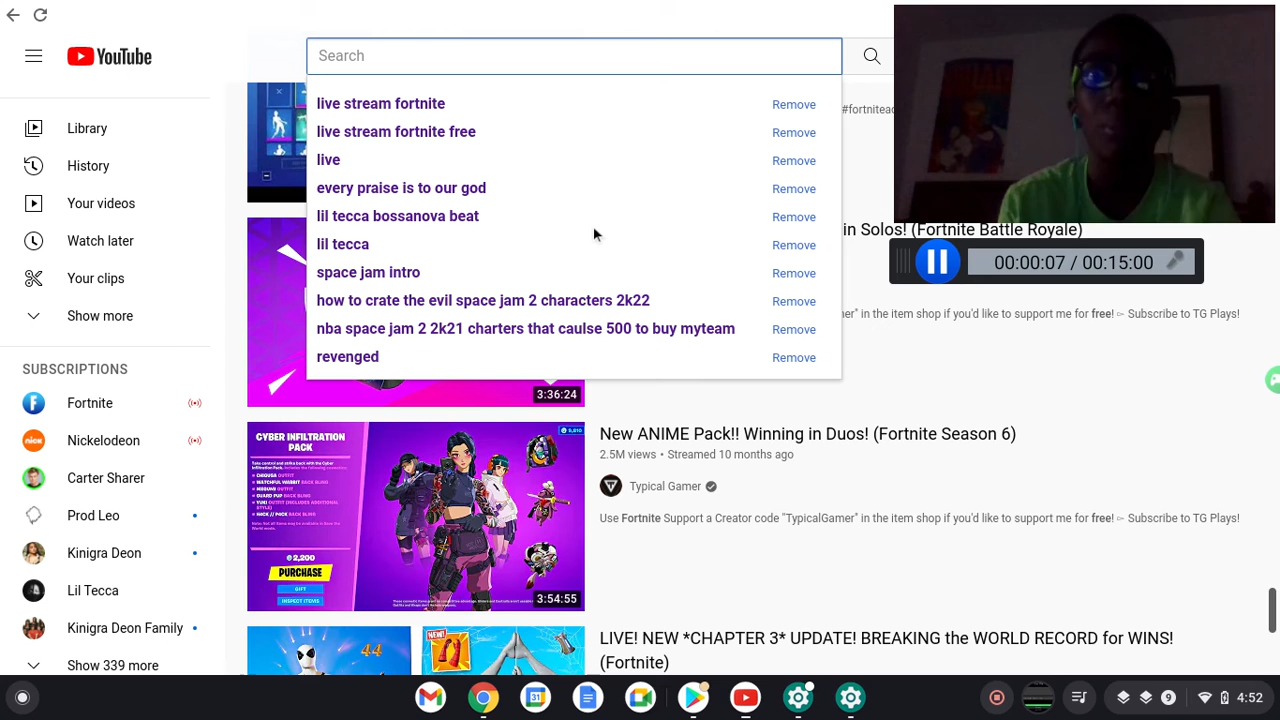 YouTube
Search
live stream fortnite
Remove
live stream fortnite free
Remove
live
Remove
every praise is to our god
Remove
lil tecca bossanova beat
Remove
lil tecca
Remove
space jam intro
Remove
how to crate the evil space jam 2 characters 2k22
Remove
nba space jam 2 2k21 charters that caulse 500 to buy myteam
Remove
revenged
Remove
Library
History
Your videos
Watch later
Your clips
Show more
SUBSCRIPTIONS
Fortnite
Nickelodeon
Carter Sharer
Prod Leo
Kinigra Deon
Lil Tecca
Kinigra Deon Family
Show 339 more
in Solos! (Fortnite Battle Royale)
00:00:07 / 00:15:00
" in the item shop if you'd like to support me for free! ▻ Subscribe to TG Plays!
3:36:24
CYBER INFILTRATION
PACK
2,200
PURCHASE
GIFT
INSPECT ITEMS
3:54:55
New ANIME Pack!! Winning in Duos! (Fortnite Season 6)
2.5M views • Streamed 10 months ago
Typical Gamer
Use Fortnite Supports Creator code "TypicalGamer" in the item shop if you'd like to support me for free! ▻ Subscribe to TG Plays!
44
NEW!
LIVE! NEW *CHAPTER 3* UPDATE! BREAKING the WORLD RECORD for WINS!
(Fortnite)
9
4:52